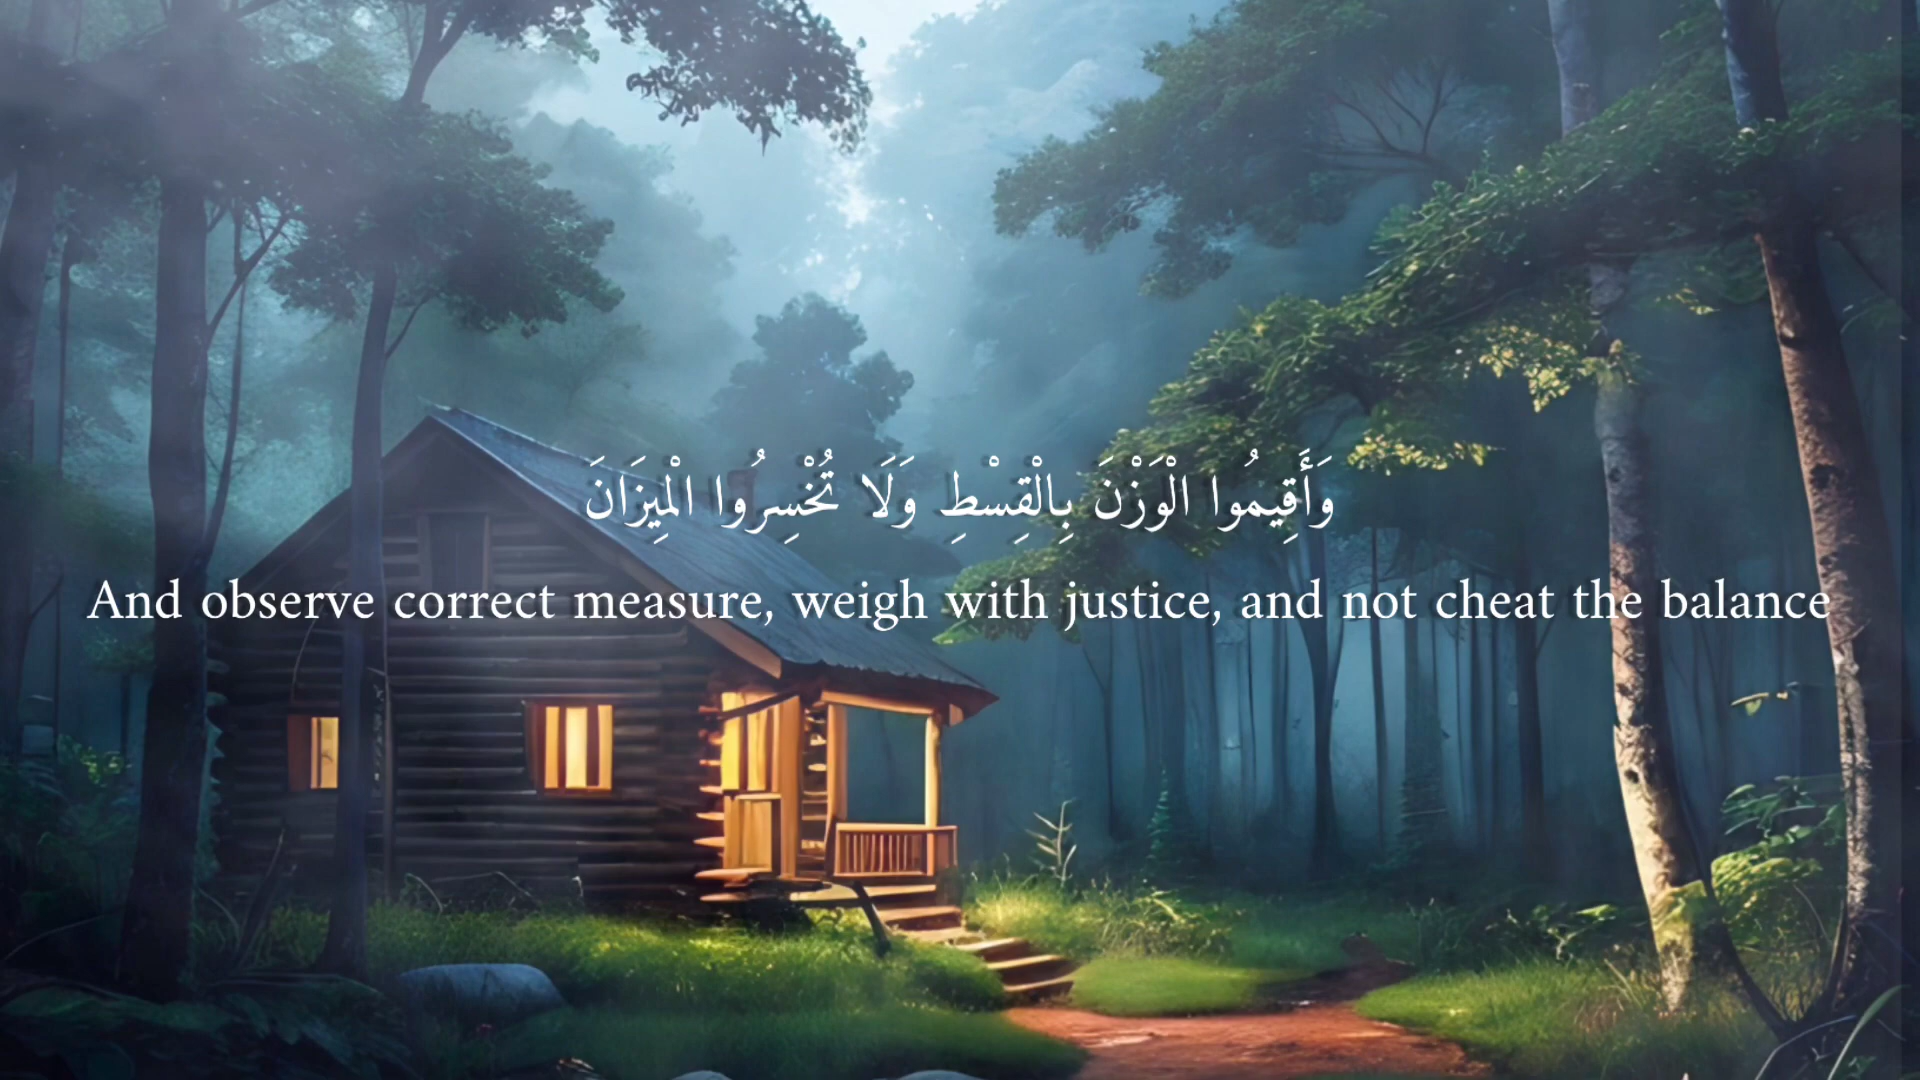 وَأَقِيمُوا الْوَزْنَ بِالْقِسْطِ وَلَا تُخْسِرُوا الْمِيزَانَ
And observe correct measure, weigh with justice, and not cheat the balance